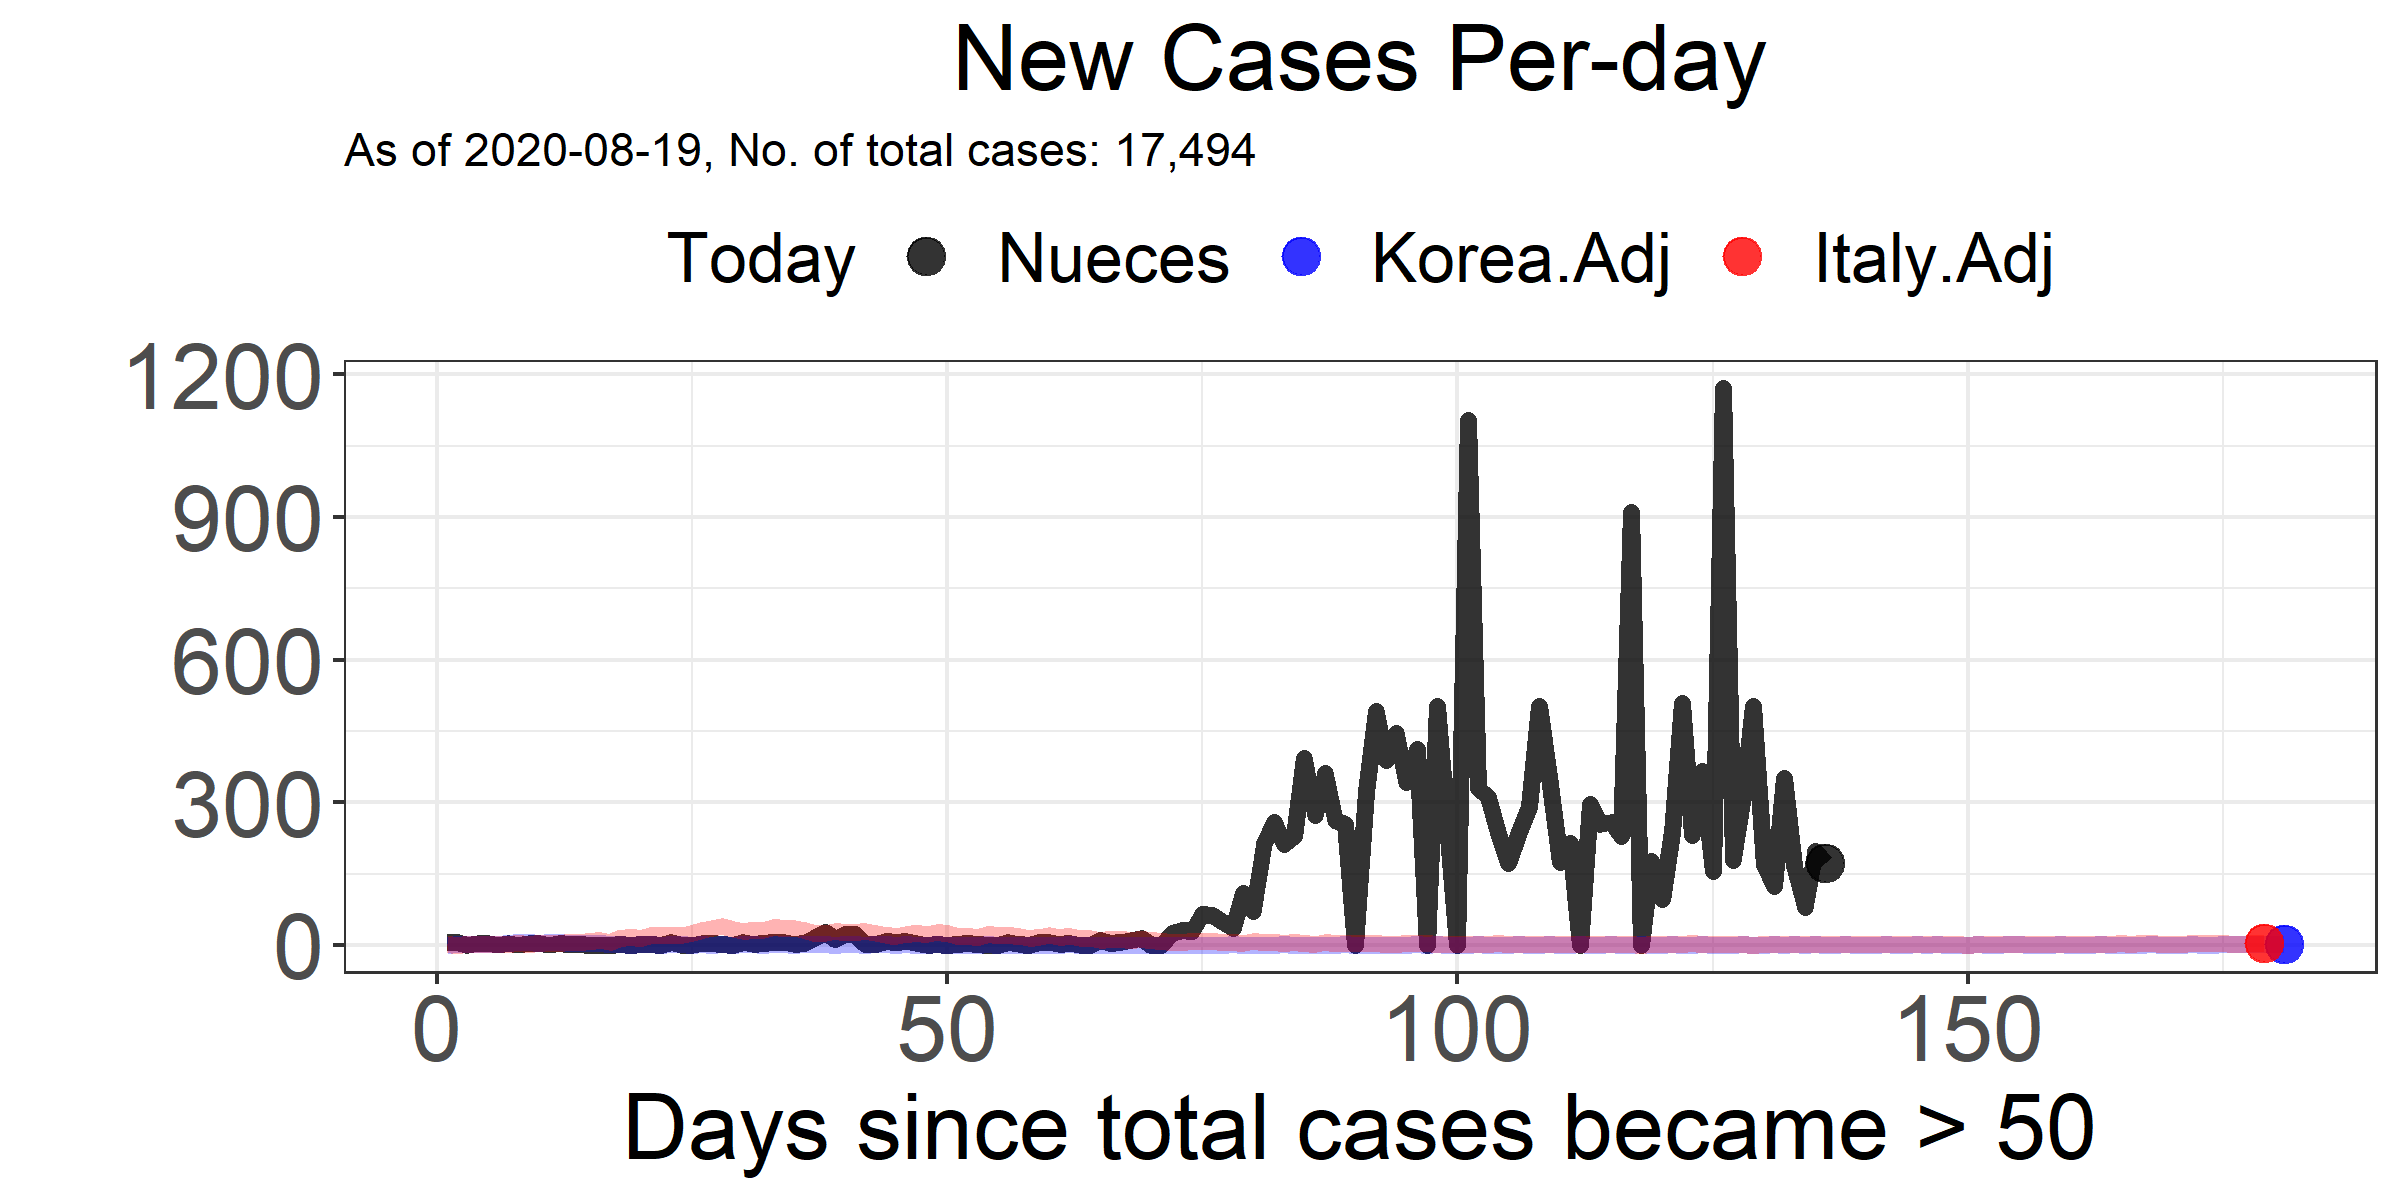 New Cases Per-day
As of 2020-08-19, No. of total cases: 17,494
Today Nueces Korea.Adj Italy.Adj
1200
900
600
300
0
0 50 100 150
Days since total cases became > 50